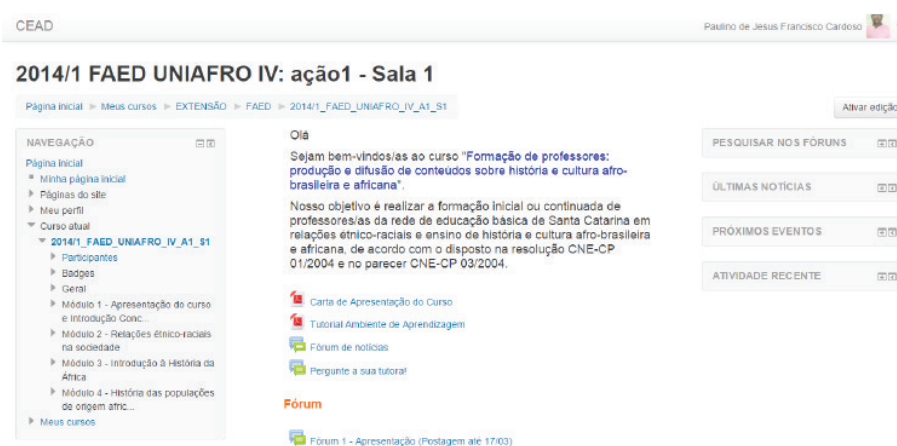 CEAD
Paulino de Jesus Francisco Cardoso
2014/1 FAED UNIAFRO IV: ação1 - Sala 1
Página inicial Meus cursos EXTENSÃO FAED 2014/1_FAED_UNIAFRO_IV_A1_S1
Ativar edição
NAVEGAÇÃO
Página inicial
Minha página inicial
Páginas do site
Meu perfil
Curso atual
2014/1_FAED_UNIAFRO_IV_A1_S1
Participantes
Badges
Geral
Módulo 1 - Apresentação do curso
e Introdução Conc...
Módulo 2 - Relações étnico-raciais
na sociedade
Módulo 3 - Introdução à História da
África
Módulo 4 - História das populações
de origem afric...
Meus cursos
Olá
Sejam bem-vindos/as ao curso "Formação de professores:
produção e difusão de conteúdos sobre história e cultura afro-
brasileira e africana".
Nosso objetivo é realizar a formação inicial ou continuada de
professores/as da rede de educação básica de Santa Catarina em
relações étnico-raciais e ensino de história e cultura afro-brasileira
e africana, de acordo com o disposto na resolução CNE-CP
01/2004 e no parecer CNE-CP 03/2004.
Carta de Apresentação do Curso
Tutorial Ambiente de Aprendizagem
Fórum de notícias
Pergunte a sua tutora!
Fórum
Fórum 1 - Apresentação (Postagem até 17/03)
PESQUISAR NOS FÓRUNS
ÚLTIMAS NOTÍCIAS
PRÓXIMOS EVENTOS
ATIVIDADE RECENTE